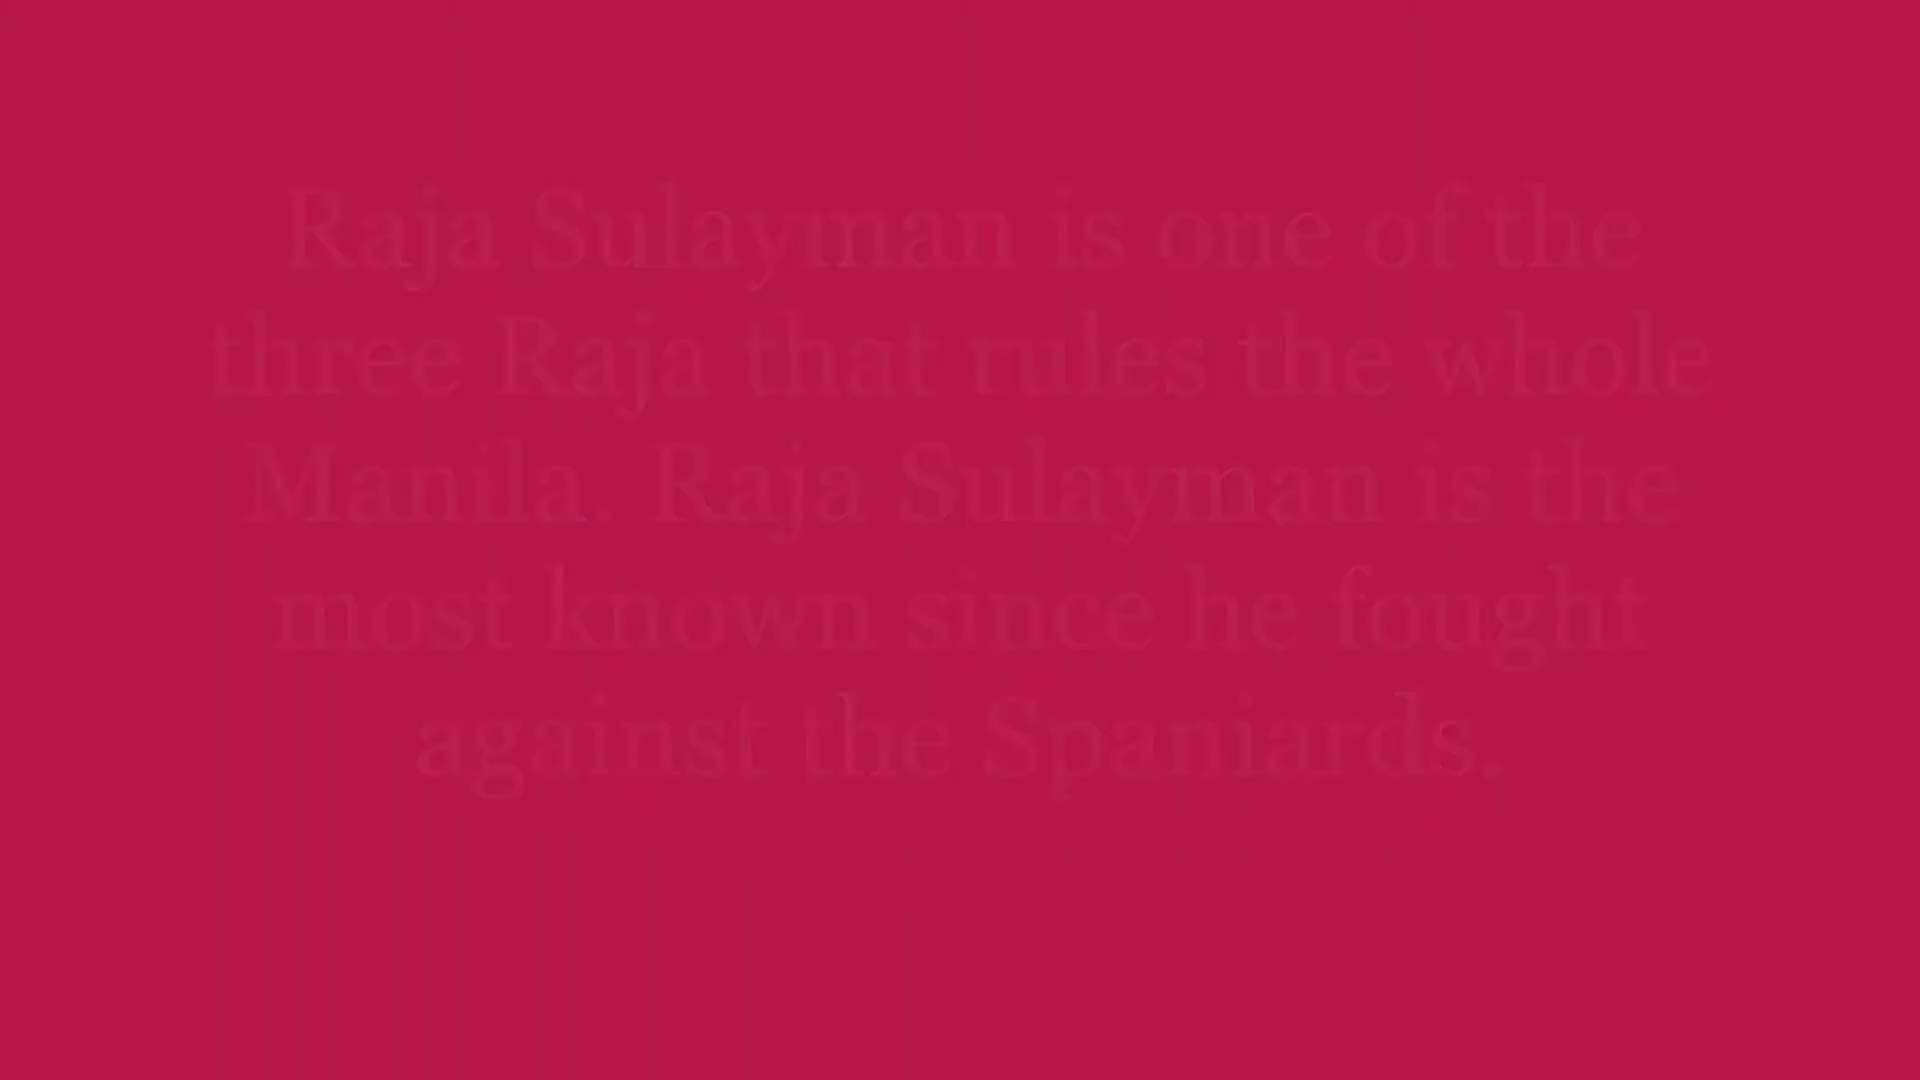 Raja Sulayman is one of the
three Raja that rules the whole
Manila. Raja Sulayman is the
most known since he fought
against the Spaniards.